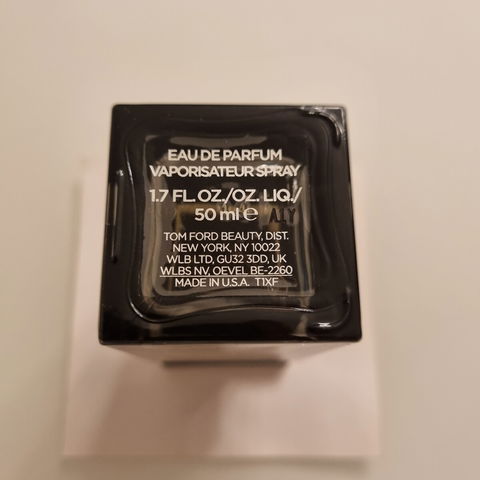 EAU DE PARFUM
VAPORISATEUR SPRAY
1.7 FL. OZ./OZ. LIQ./
50 ml ℮ A1Y
TOM FORD BEAUTY, DIST.
NEW YORK, NY 10022
WLB LTD, GU32 3DD, UK
WLBS NV, OEVEL BE-2260
MADE IN U.S.A. T1XF